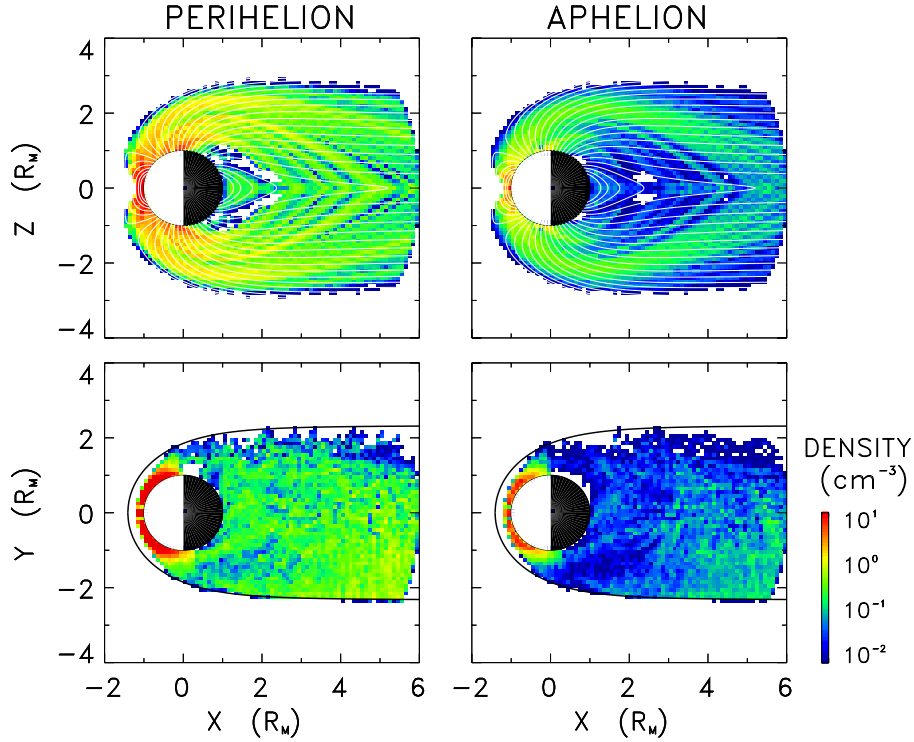 PERIHELION APHELION
4 2 0 −2 −4
Z (R_M)
4 2 0 −2 −4
Y (R_M)
−2 0 2 4 6 −2 0 2 4 6
X (R_M) X (R_M)
DENSITY
(cm⁻³)
10¹
10⁰
10⁻¹
10⁻²